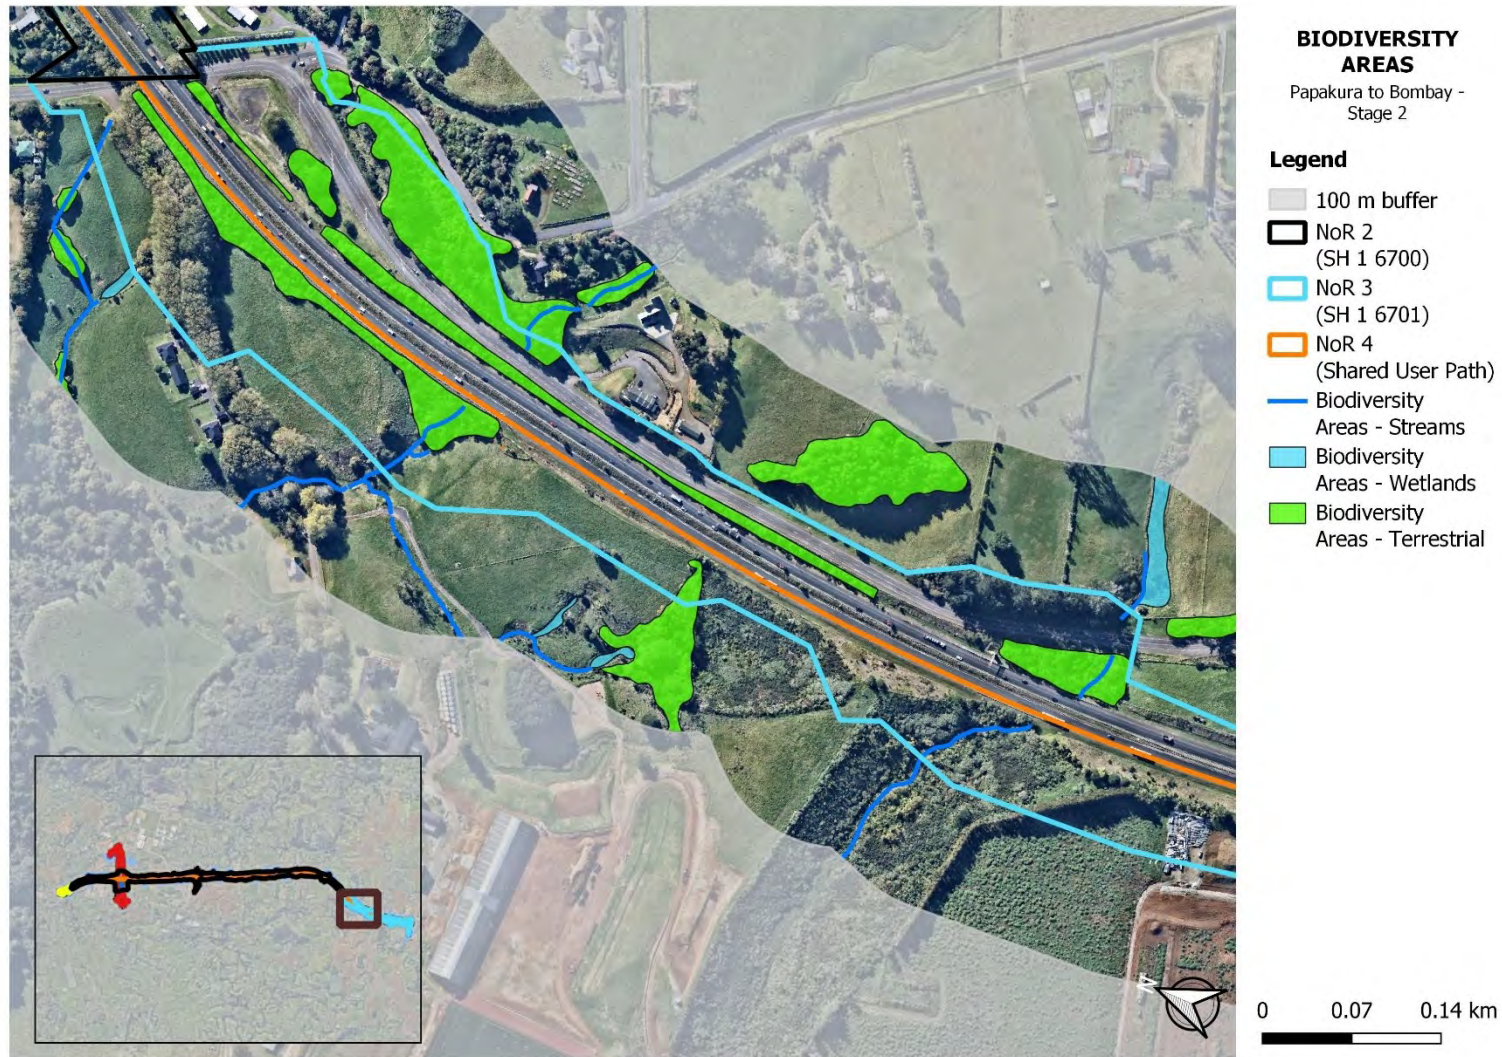 BIODIVERSITY
AREAS
Papakura to Bombay -
Stage 2
Legend
100 m buffer
NoR 2
(SH 1 6700)
NoR 3
(SH 1 6701)
NoR 4
(Shared User Path)
Biodiversity
Areas - Streams
Biodiversity
Areas - Wetlands
Biodiversity
Areas - Terrestrial
N
0 0.07 0.14 km